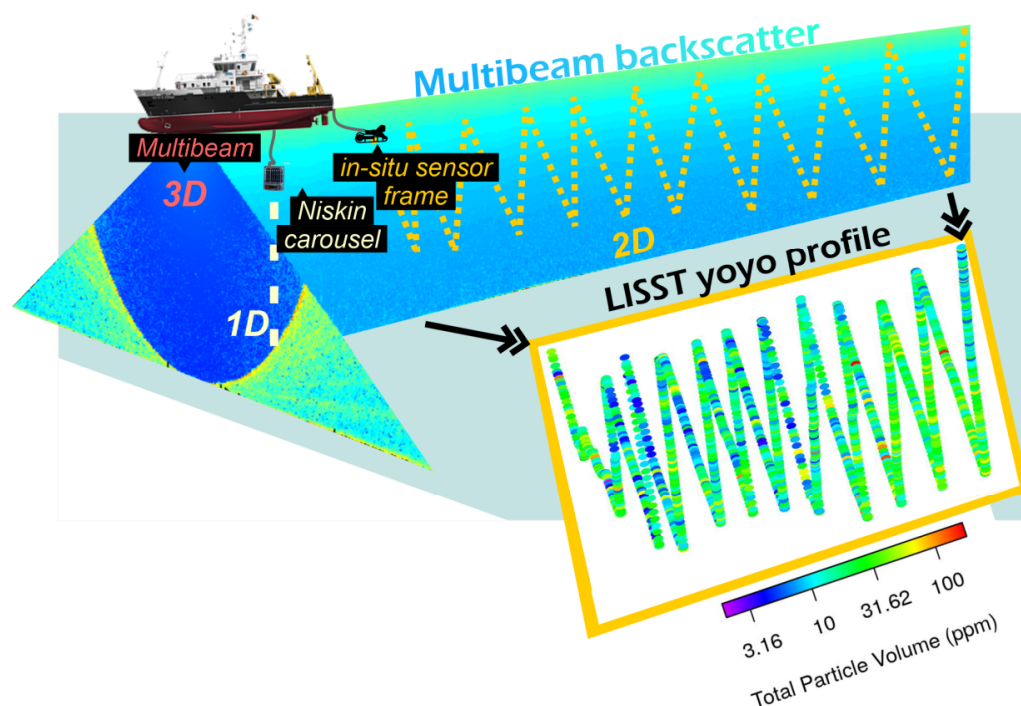 Multibeam backscatter
Multibeam
3D
in-situ sensor
frame
Niskin
carousel
2D
1D
LISST yoyo profile
3.16
10
31.62
100
Total Particle Volume (ppm)